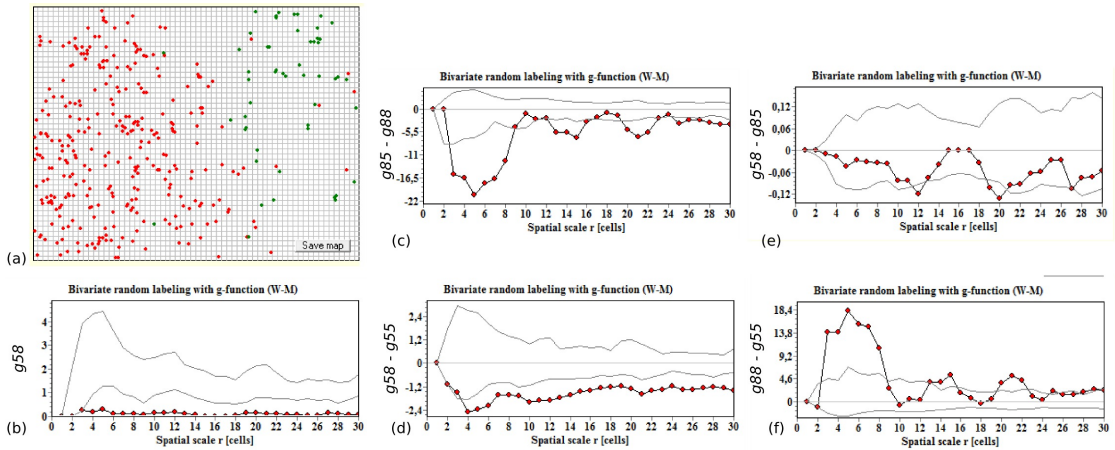 Save map
(a)
Bivariate random labeling with g-function (W-M)
g85 - g88
0
-5,5
-11
-16,5
-22
0 2 4 6 8 10 12 14 16 18 20 22 24 26 28 30
Spatial scale r [cells]
(c)
Bivariate random labeling with g-function (W-M)
g58 - g85
0,12
0,06
0
-0,06
-0,12
0 2 4 6 8 10 12 14 16 18 20 22 24 26 28 30
Spatial scale r [cells]
(e)
Bivariate random labeling with g-function (W-M)
g58
4
3
2
1
0
0 2 4 6 8 10 12 14 16 18 20 22 24 26 28 30
Spatial scale r [cells]
(b)
Bivariate random labeling with g-function (W-M)
g58 - g55
2,4
1,2
0
-1,2
-2,4
0 2 4 6 8 10 12 14 16 18 20 22 24 26 28 30
Spatial scale r [cells]
(d)
Bivariate random labeling with g-function (W-M)
g88 - g55
18,4
13,8
9,2
4,6
0
0 2 4 6 8 10 12 14 16 18 20 22 24 26 28 30
Spatial scale r [cells]
(f)